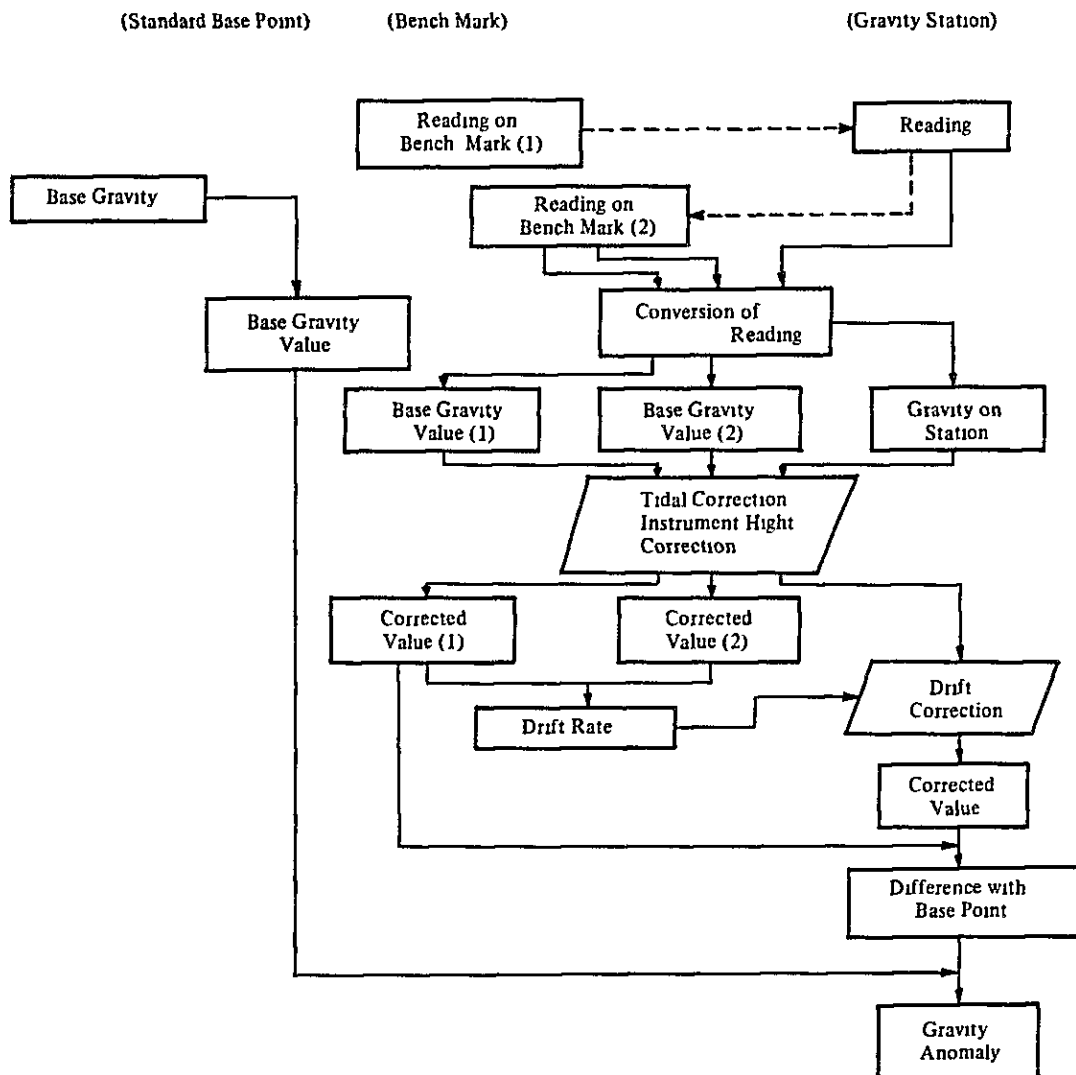 (Standard Base Point) (Bench Mark) (Gravity Station)
Reading on
Bench Mark (1)
Reading
Base Gravity
Reading on
Bench Mark (2)
Conversion of
Reading
Base Gravity
Value
Base Gravity
Value (1)
Base Gravity
Value (2)
Gravity on
Station
Tidal Correction
Instrument Hight
Correction
Corrected
Value (1)
Corrected
Value (2)
Drift
Correction
Drift Rate
Corrected
Value
Difference with
Base Point
Gravity
Anomaly